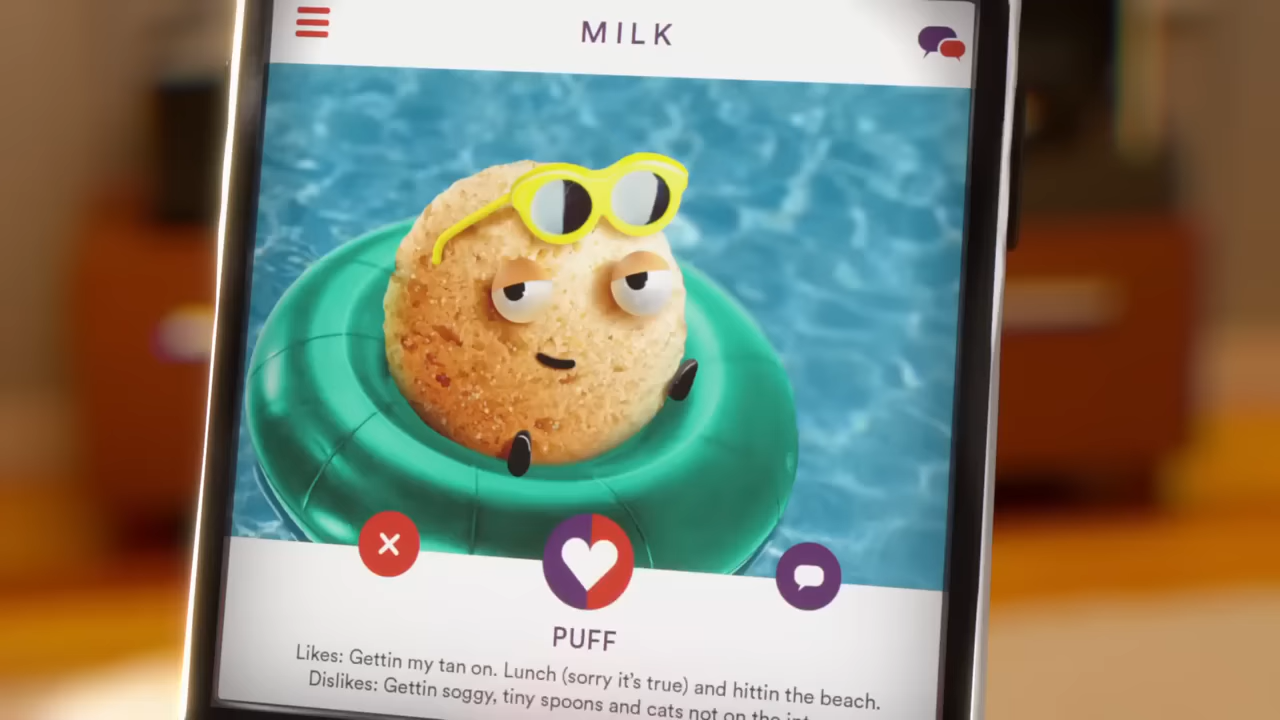 MILK
PUFF
Likes: Gettin my tan on. Lunch (sorry it's true) and hittin the beach.
Dislikes: Gettin soggy, tiny spoons and cats not on the